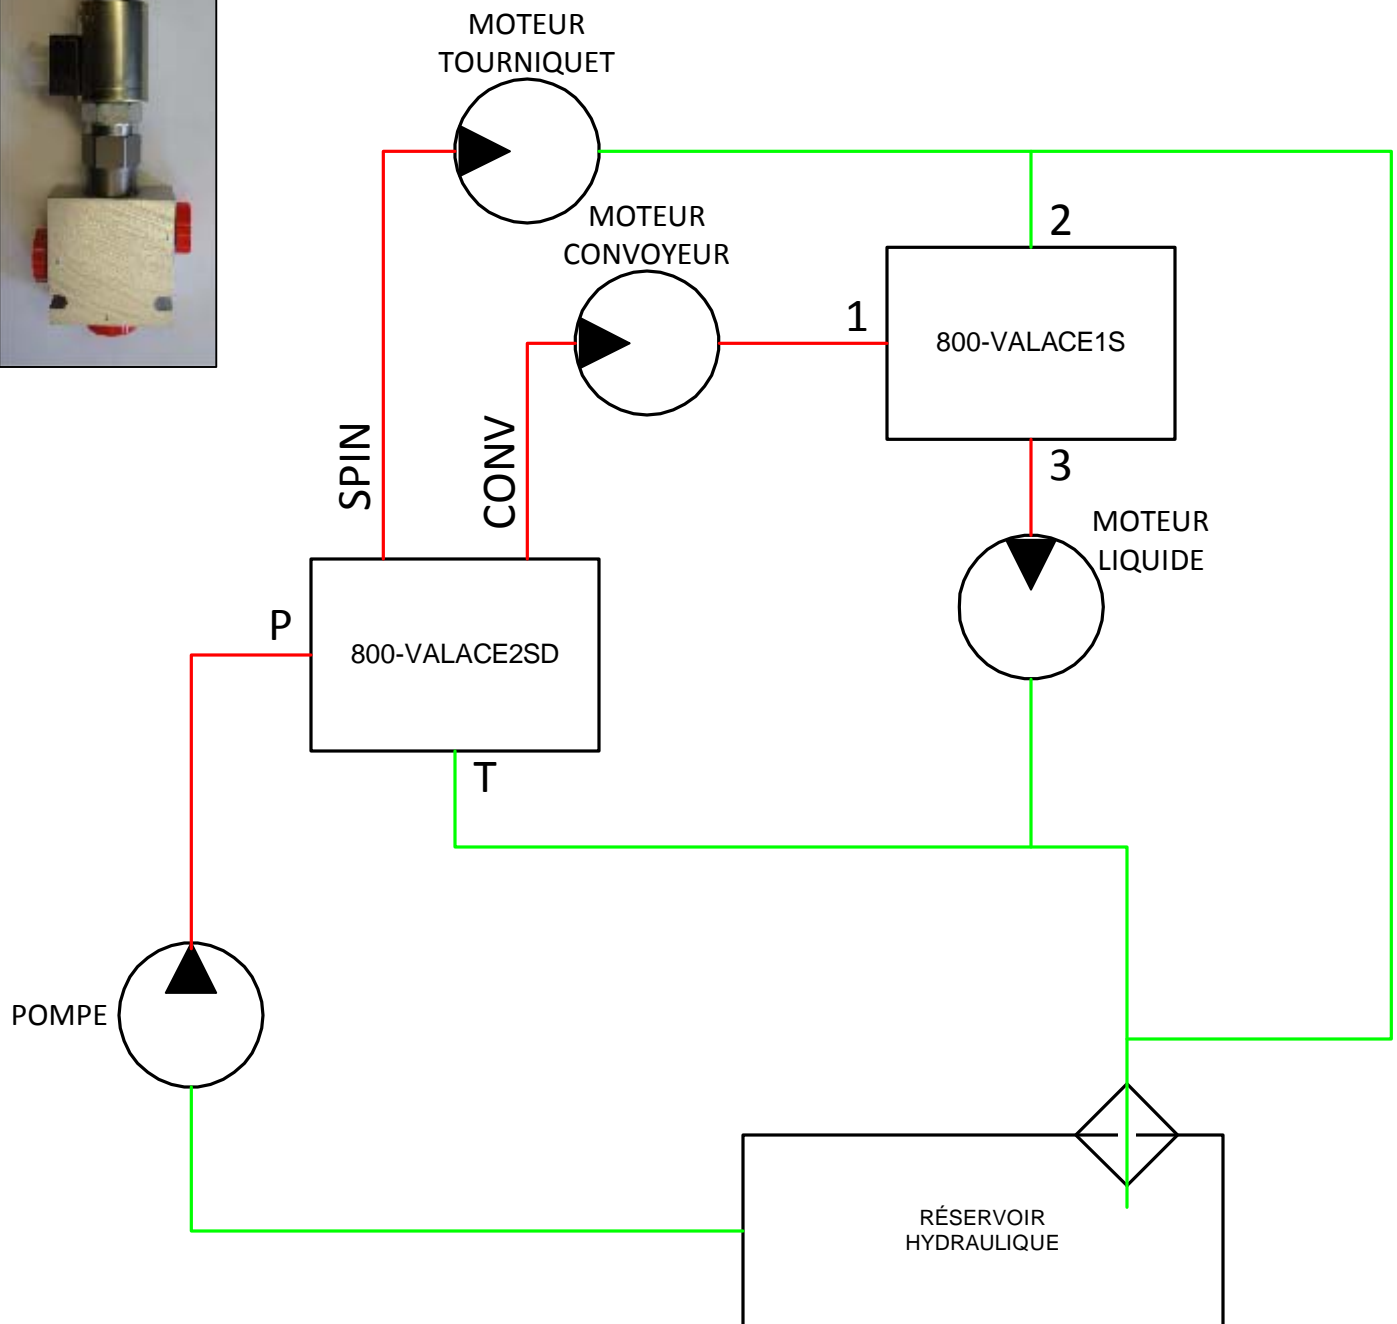 MOTEUR
TOURNIQUET
MOTEUR
CONVOYEUR
2
1
800-VALACE1S
SPIN
CONV
3
MOTEUR
LIQUIDE
P
800-VALACE2SD
T
POMPE
RÉSERVOIR
HYDRAULIQUE